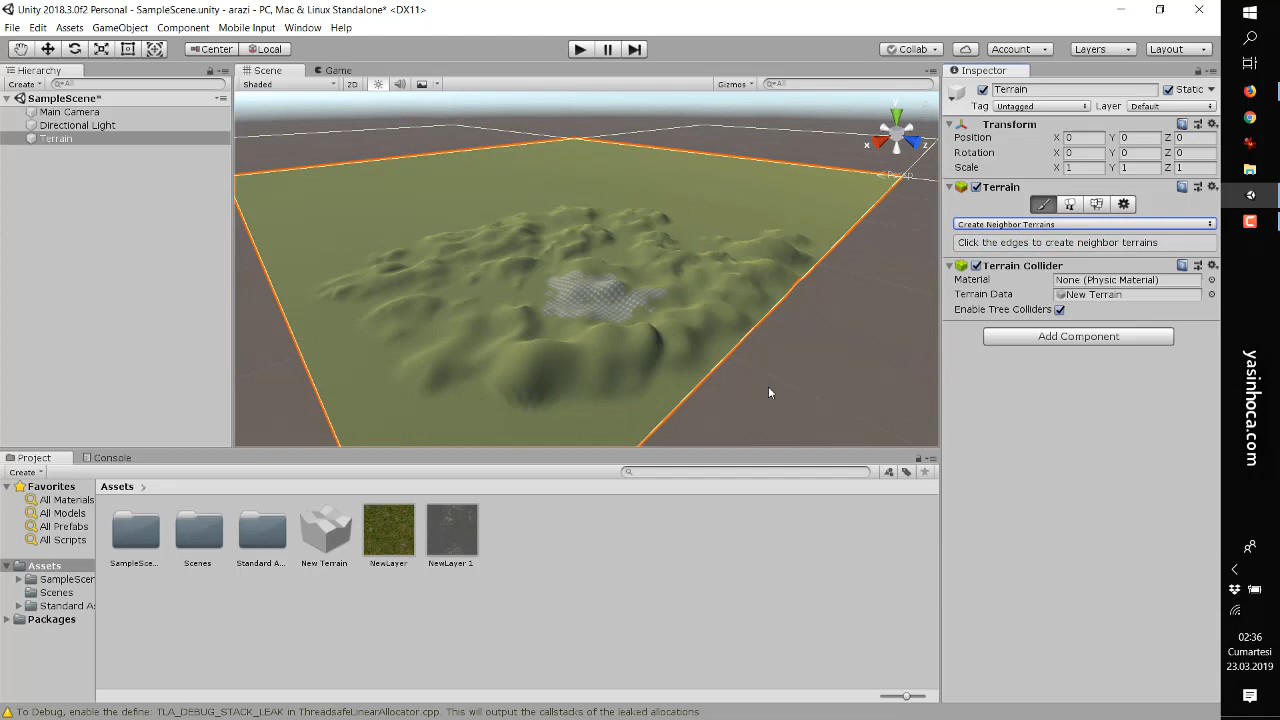 Unity 2018.3.0f2 Personal - SampleScene.unity - arazi - PC, Mac & Linux Standalone* <DX11>
File Edit Assets GameObject Component Mobile Input Window Help
Center Local Collab Account Layers Layout
Hierarchy
Create All
SampleScene*
Main Camera
Directional Light
Terrain
Scene Game
Shaded 2D Gizmos All
y
x z
Persp
Inspector
Terrain Static
Tag Untagged Layer Default
Transform
Position X 0 Y 0 Z 0
Rotation X 0 Y 0 Z 0
Scale X 1 Y 1 Z 1
Terrain
Create Neighbor Terrains
Click the edges to create neighbor terrains
Terrain Collider
Material None (Physic Material)
Terrain Data New Terrain
Enable Tree Colliders
Add Component
Project Console
Create
Favorites
All Materials
All Models
All Prefabs
All Scripts
Assets
SampleScen
Scenes
Standard As
Packages
Assets
SampleSce... Scenes Standard A... New Terrain NewLayer NewLayer 1
To Debug, enable the define: TLA_DEBUG_STACK_LEAK in ThreadsafeLinearAllocator.cpp. This will output the callstacks of the leaked allocations
yasinhoca.com
02:36
Cumartesi
23.03.2019